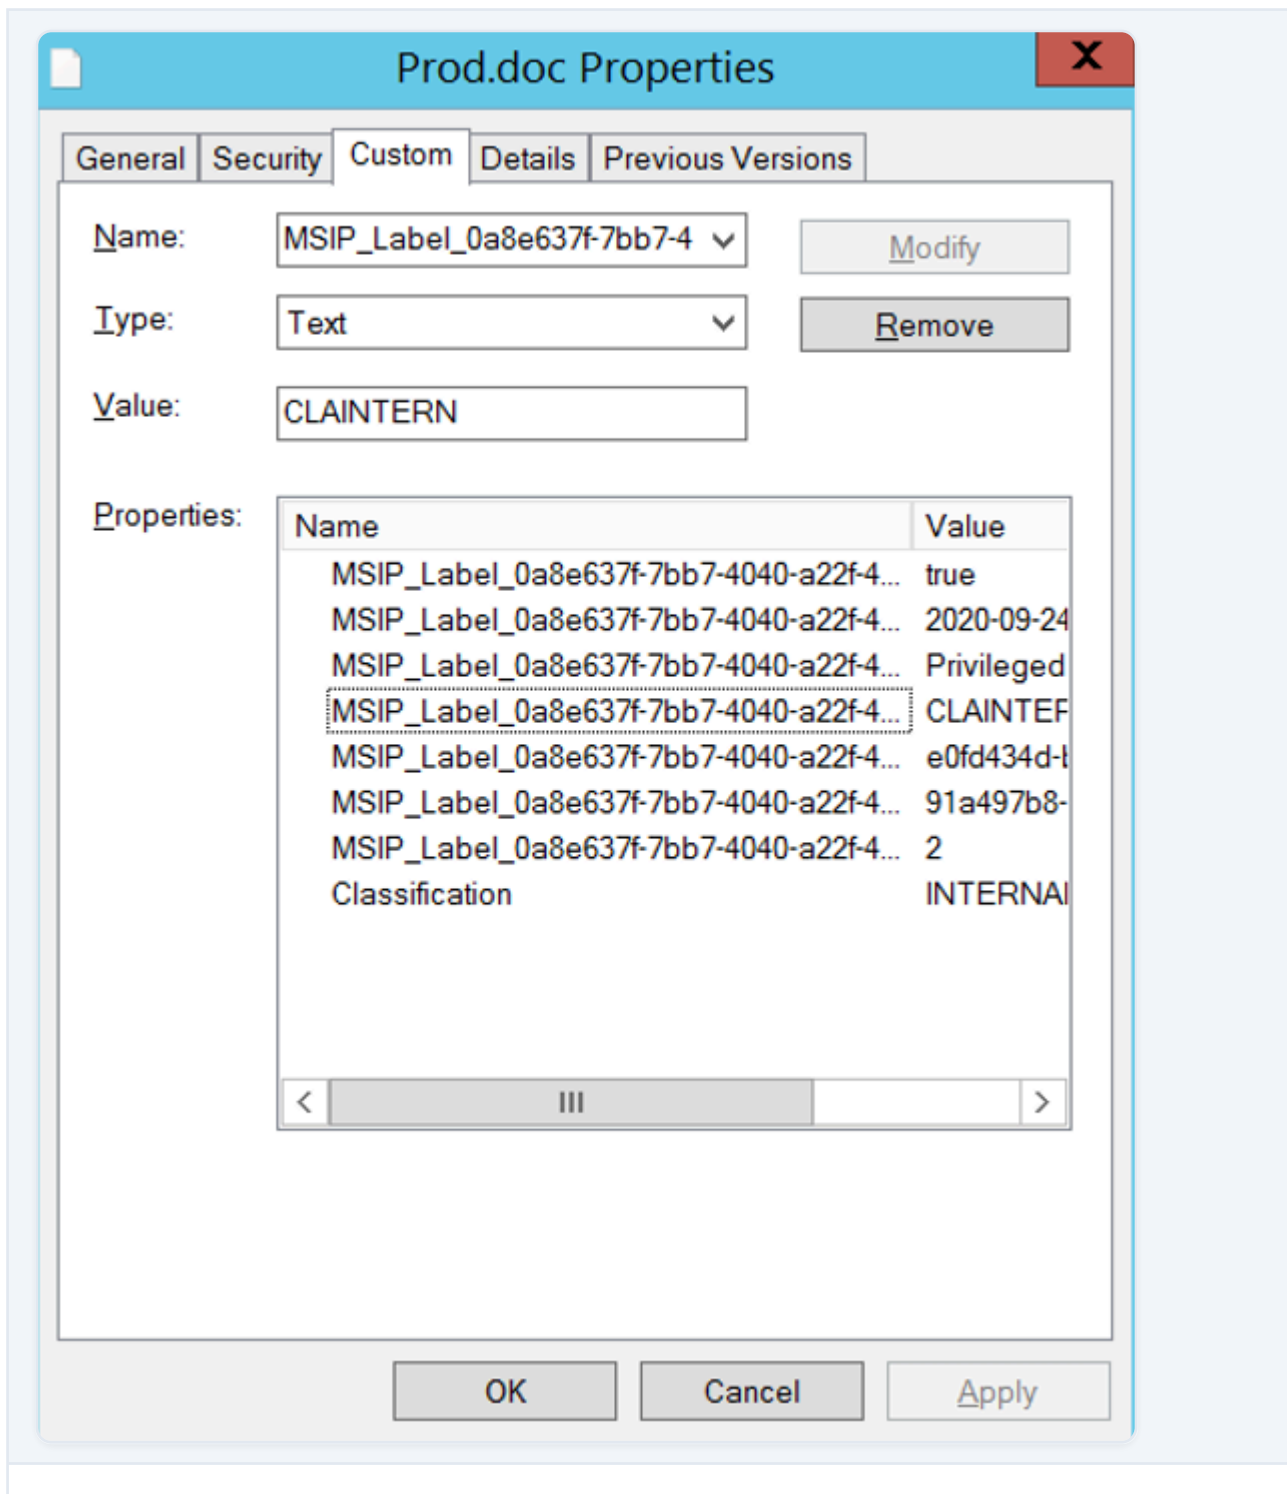 Prod.doc Properties X
General Security Custom Details Previous Versions
Name: MSIP_Label_0a8e637f-7bb7-4 Modify
Type: Text Remove
Value: CLAINTERN
Properties: Name Value
MSIP_Label_0a8e637f-7bb7-4040-a22f-4... true
MSIP_Label_0a8e637f-7bb7-4040-a22f-4... 2020-09-24
MSIP_Label_0a8e637f-7bb7-4040-a22f-4... Privileged
MSIP_Label_0a8e637f-7bb7-4040-a22f-4... CLAINTER
MSIP_Label_0a8e637f-7bb7-4040-a22f-4... e0fd434d-b
MSIP_Label_0a8e637f-7bb7-4040-a22f-4... 91a497b8-
MSIP_Label_0a8e637f-7bb7-4040-a22f-4... 2
Classification INTERNAL
OK Cancel Apply